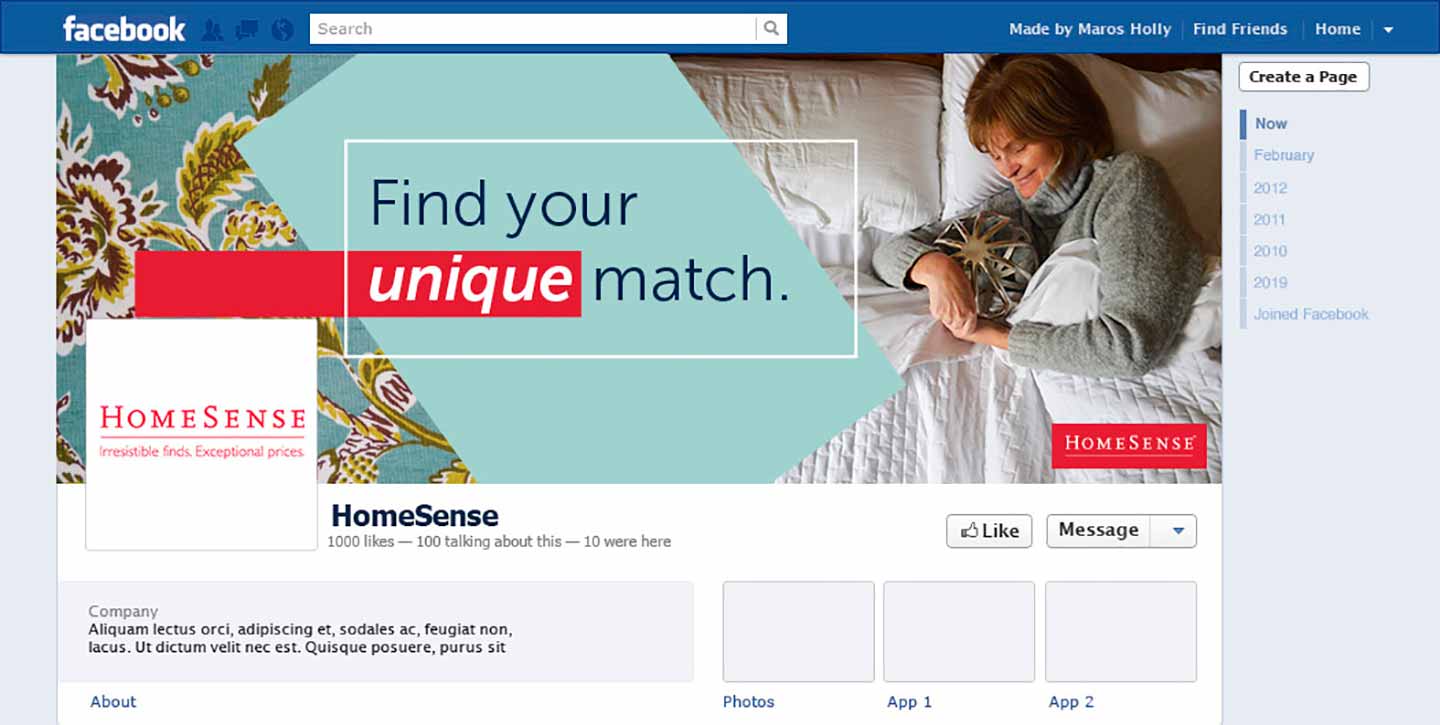 facebook
Search
Made by Maros Holly
Find Friends
Home
Create a Page
Now
February
2012
2011
2010
2019
Joined Facebook
Find your
unique match.
HOMESENSE
Irresistible finds. Exceptional prices.
HOMESENSE
HomeSense
1000 likes — 100 talking about this — 10 were here
Like
Message
Company
Aliquam lectus orci, adipiscing et, sodales ac, feugiat non,
lacus. Ut dictum velit nec est. Quisque posuere, purus sit
About
Photos
App 1
App 2